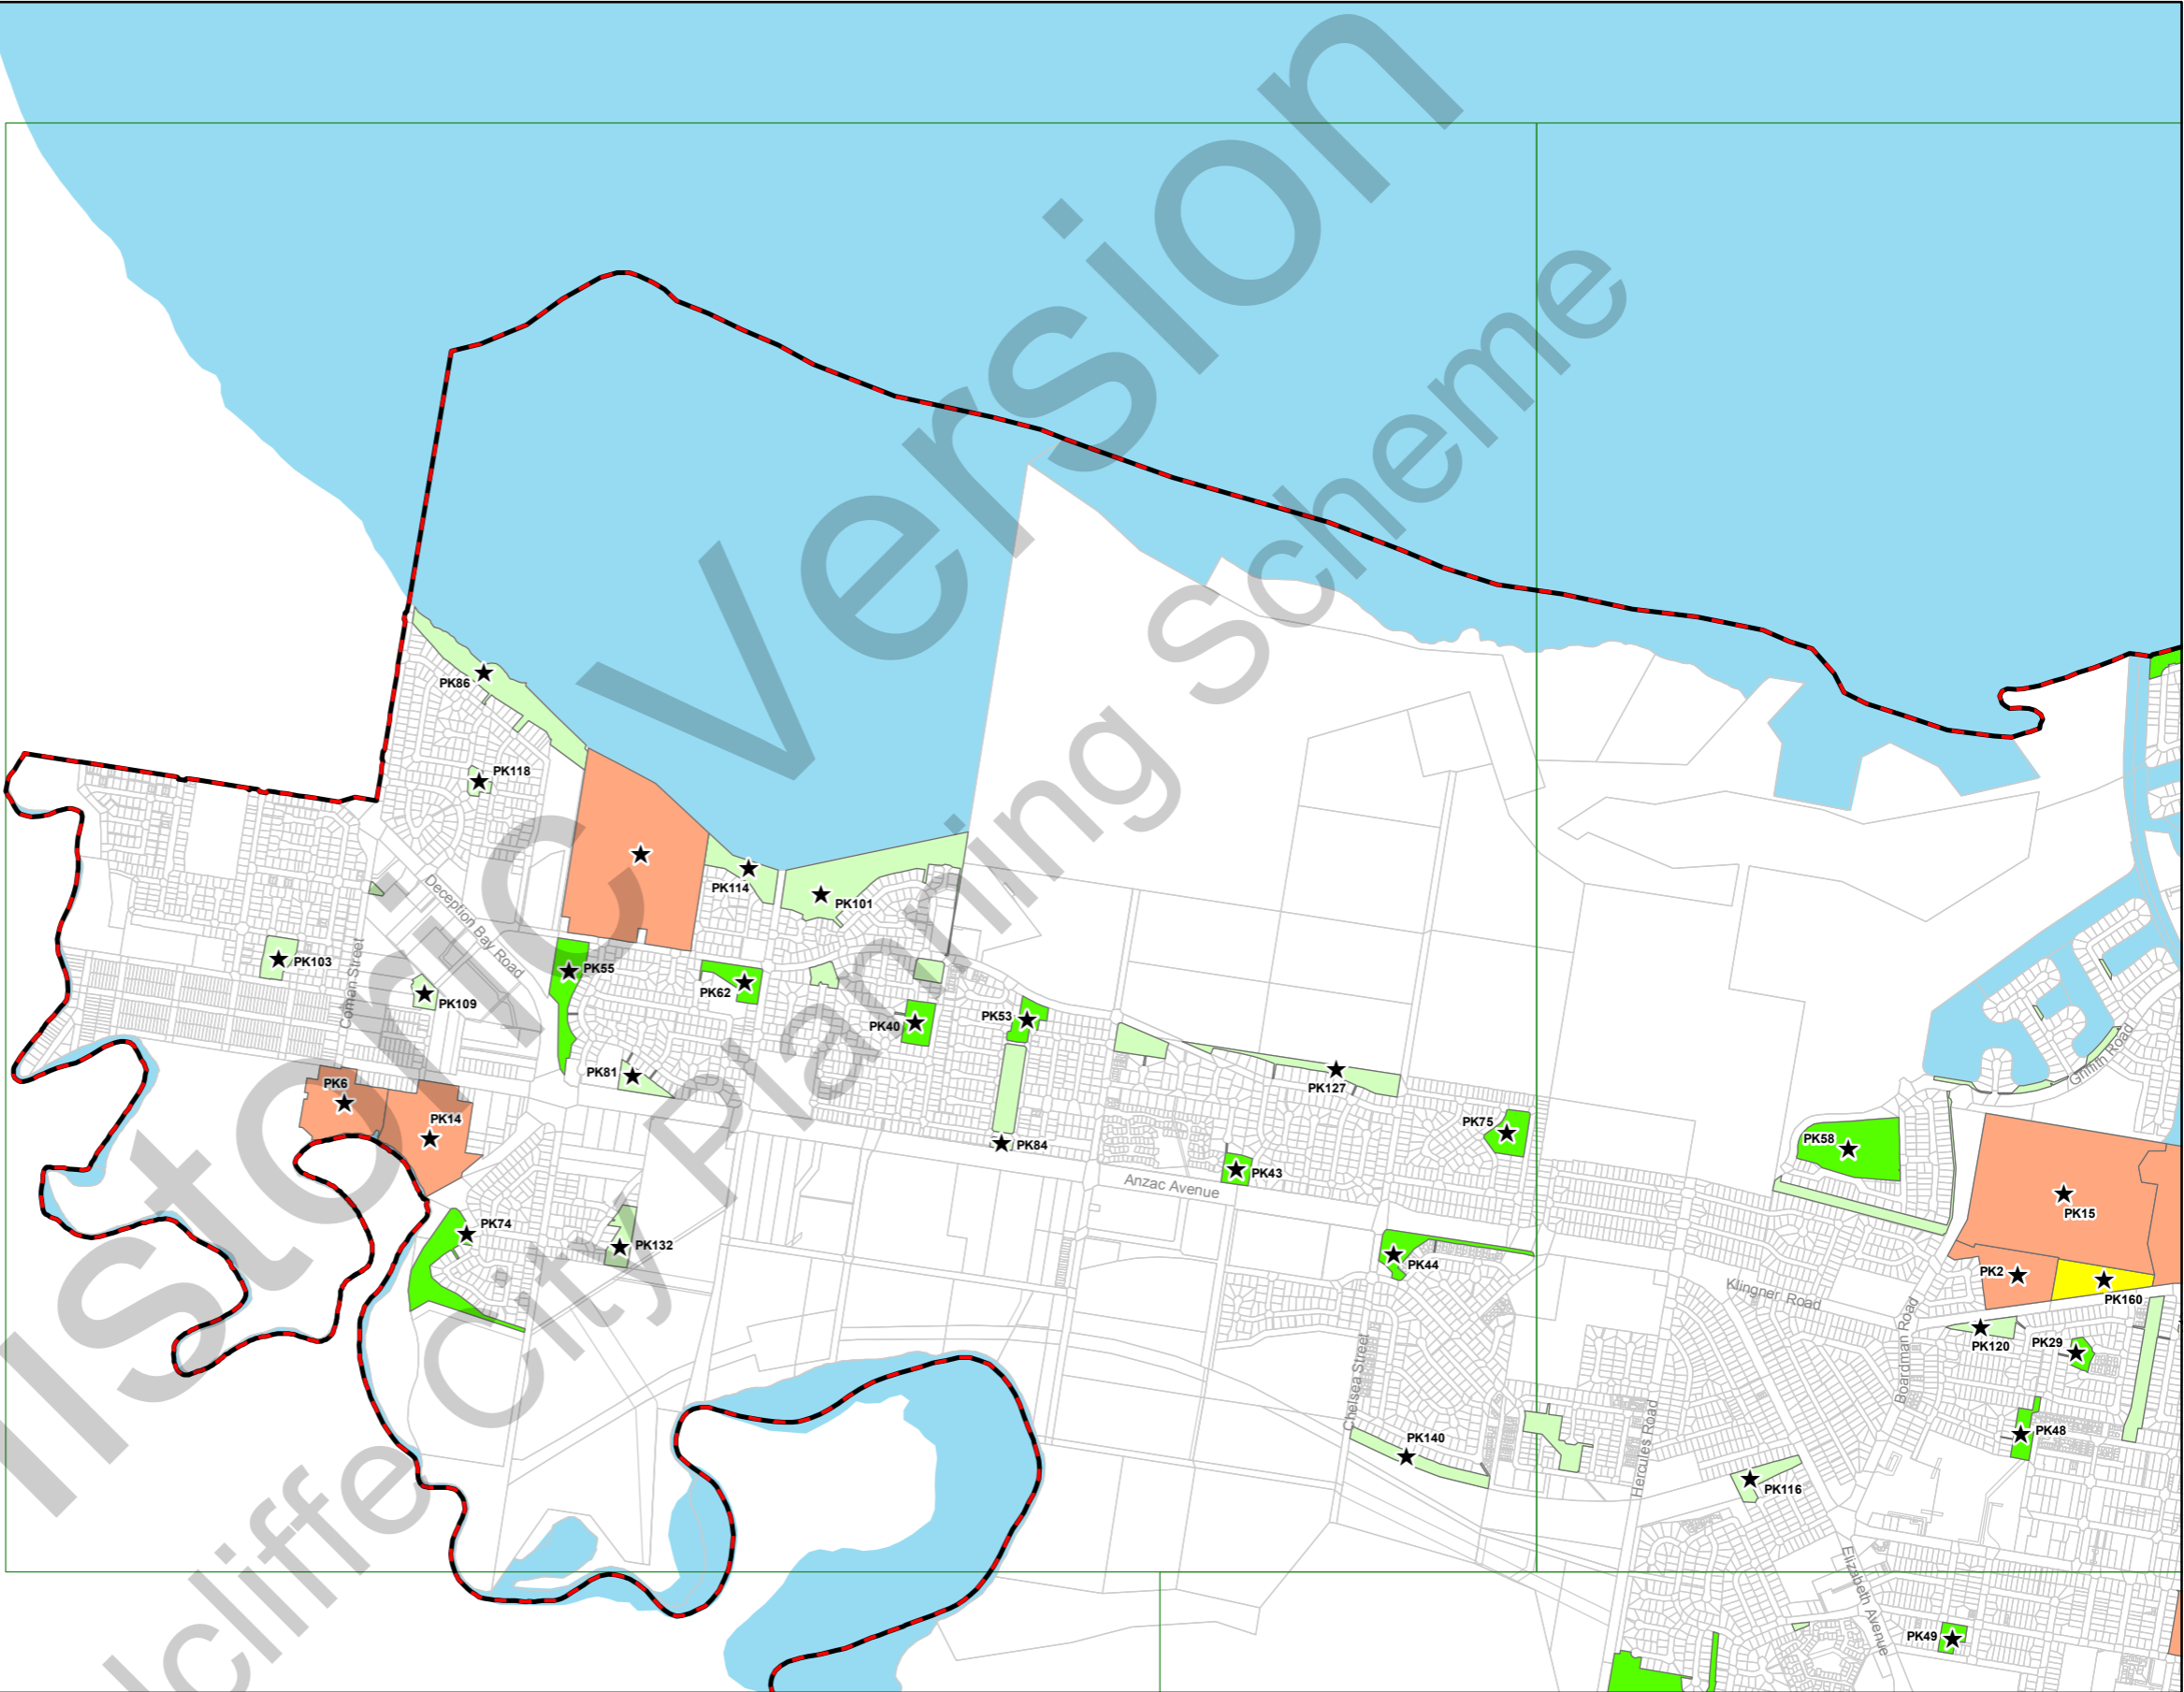 Historic Version
Redcliffe City Planning Scheme
PK86
PK118
PK114
PK101
Deception Bay Road
Coman Street
PK103
PK109
PK55
PK62
PK40
PK53
PK81
PK6
PK14
PK84
PK127
PK75
PK43
Anzac Avenue
PK58
Griffith Road
PK15
PK74
PK132
PK44
PK2
PK160
Klingner Road
PK120
PK29
Boardman Road
Chelsea Street
PK140
Hercules Road
PK48
PK116
Elizabeth Avenue
PK49